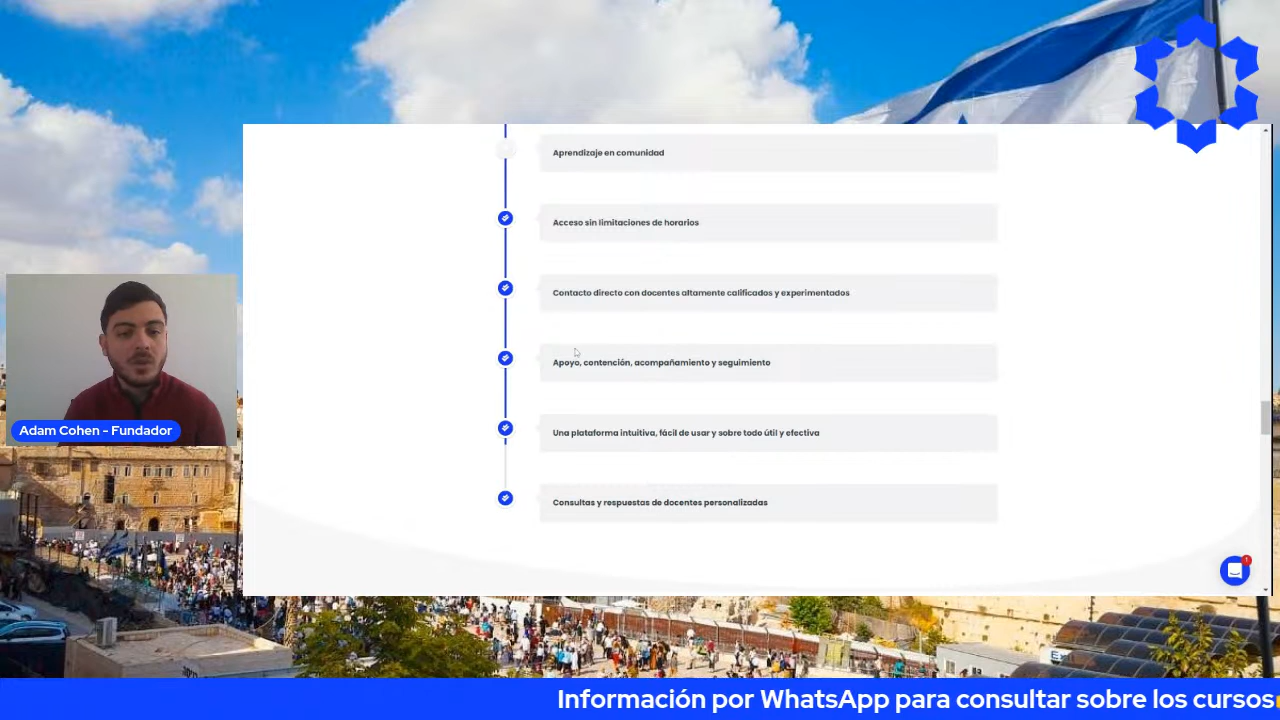 Aprendizaje en comunidad
Acceso sin limitaciones de horarios
Contacto directo con docentes altamente calificados y experimentados
Apoyo, contención, acompañamiento y seguimiento
Una plataforma intuitiva, fácil de usar y sobre todo útil y efectiva
Consultas y respuestas de docentes personalizadas
1
Adam Cohen - Fundador
Información por WhatsApp para consultar sobre los cursos